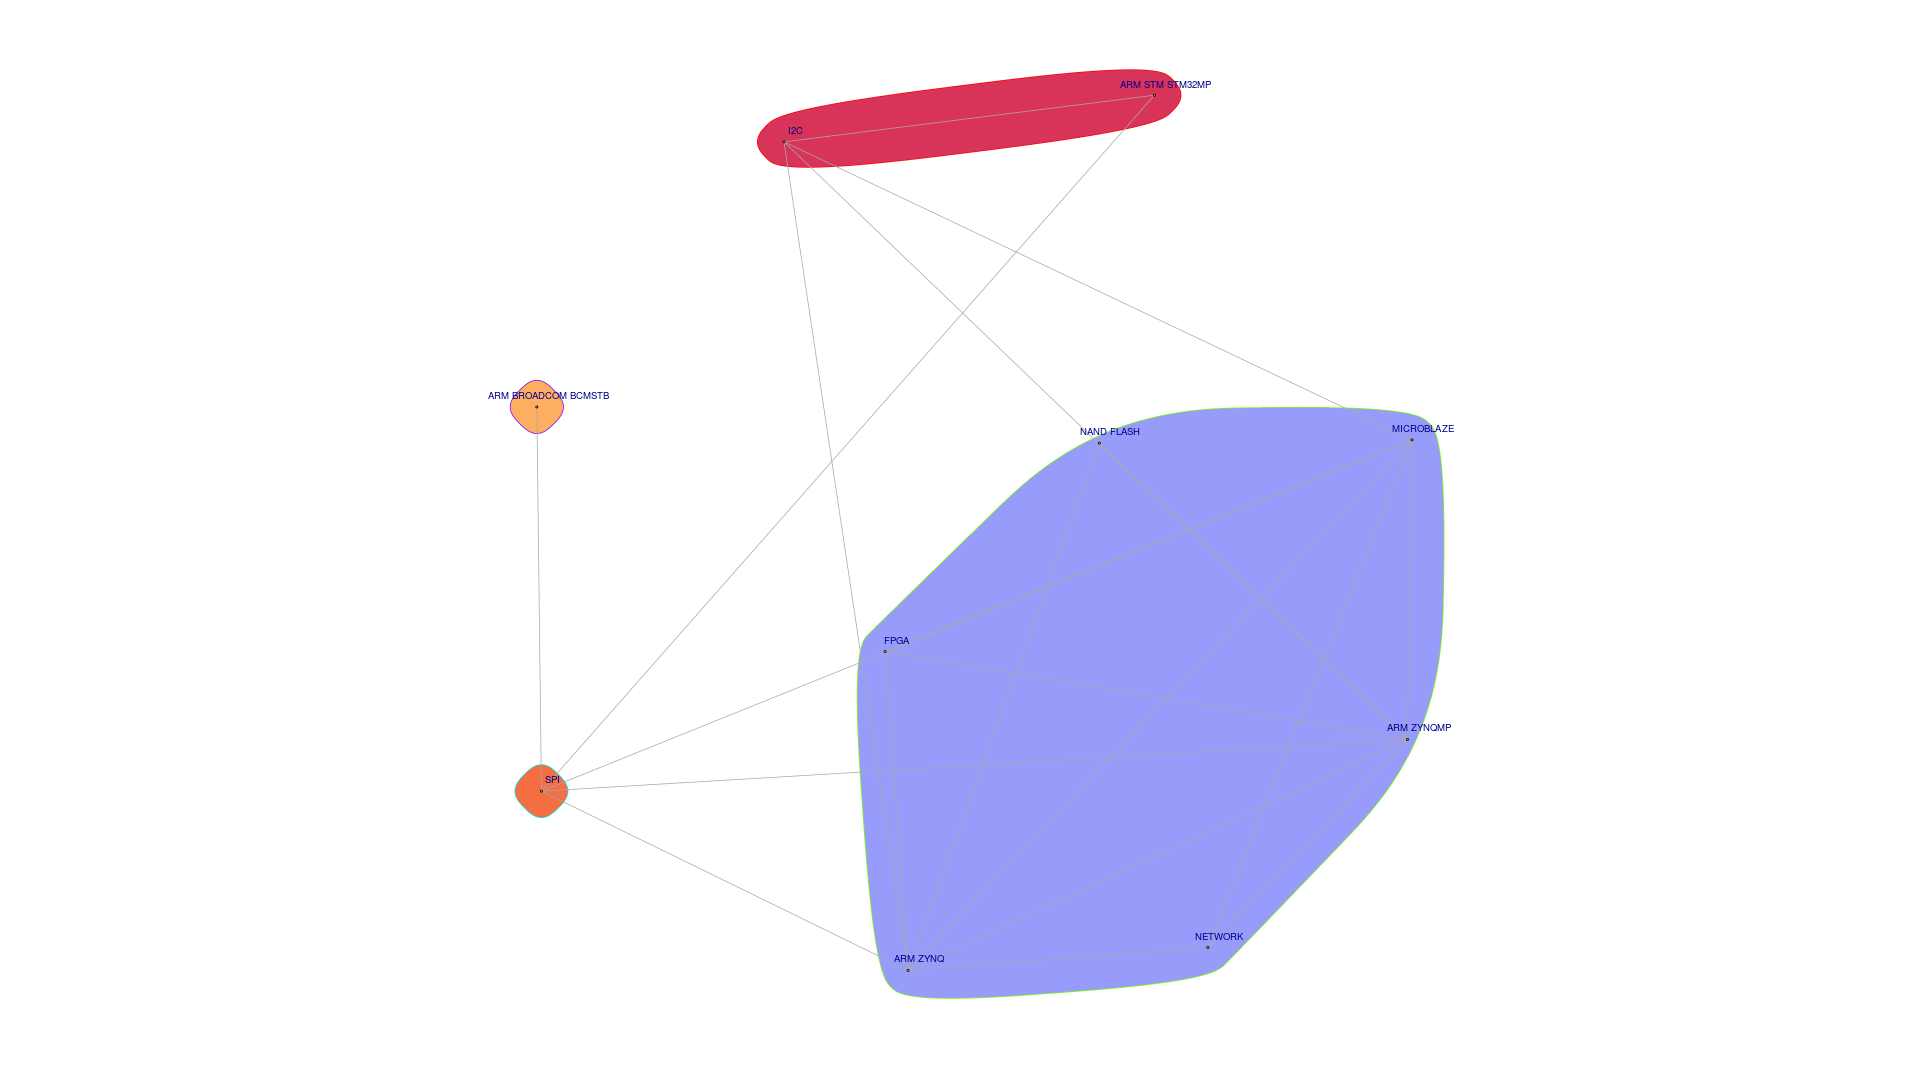 ARM STM STM32MP
I2C
ARM BROADCOM BCMSTB
NAND FLASH
MICROBLAZE
FPGA
ARM ZYNQMP
SPI
NETWORK
ARM ZYNQ